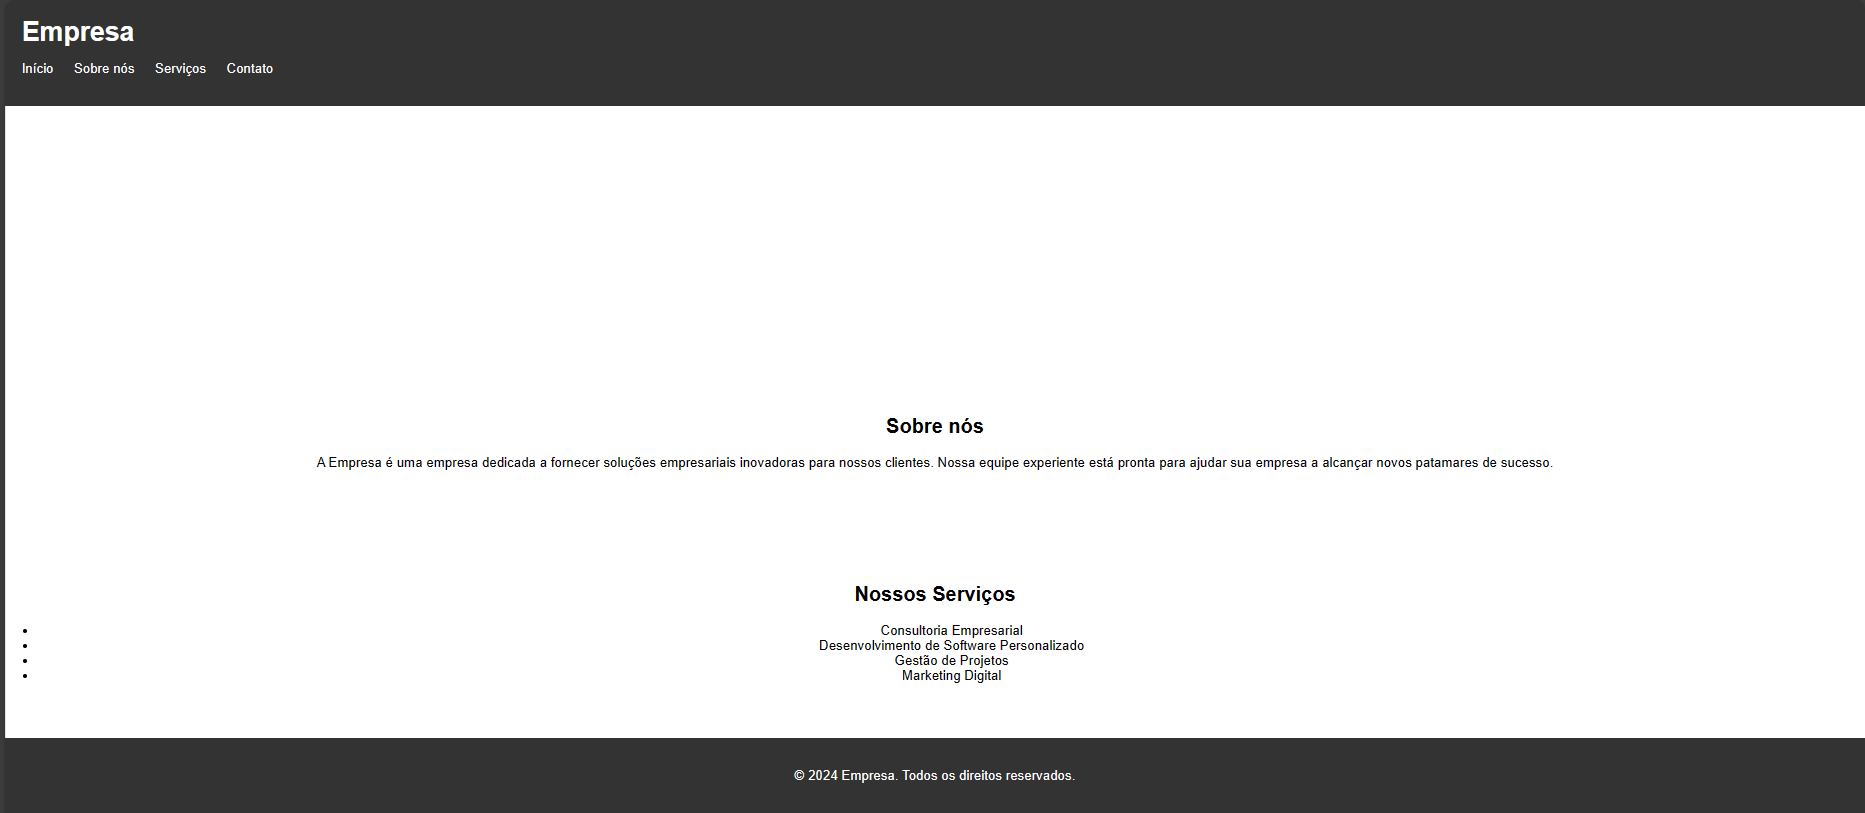 Empresa
Início Sobre nós Serviços Contato
Sobre nós
A Empresa é uma empresa dedicada a fornecer soluções empresariais inovadoras para nossos clientes. Nossa equipe experiente está pronta para ajudar sua empresa a alcançar novos patamares de sucesso.
Nossos Serviços
• Consultoria Empresarial
• Desenvolvimento de Software Personalizado
• Gestão de Projetos
• Marketing Digital
© 2024 Empresa. Todos os direitos reservados.